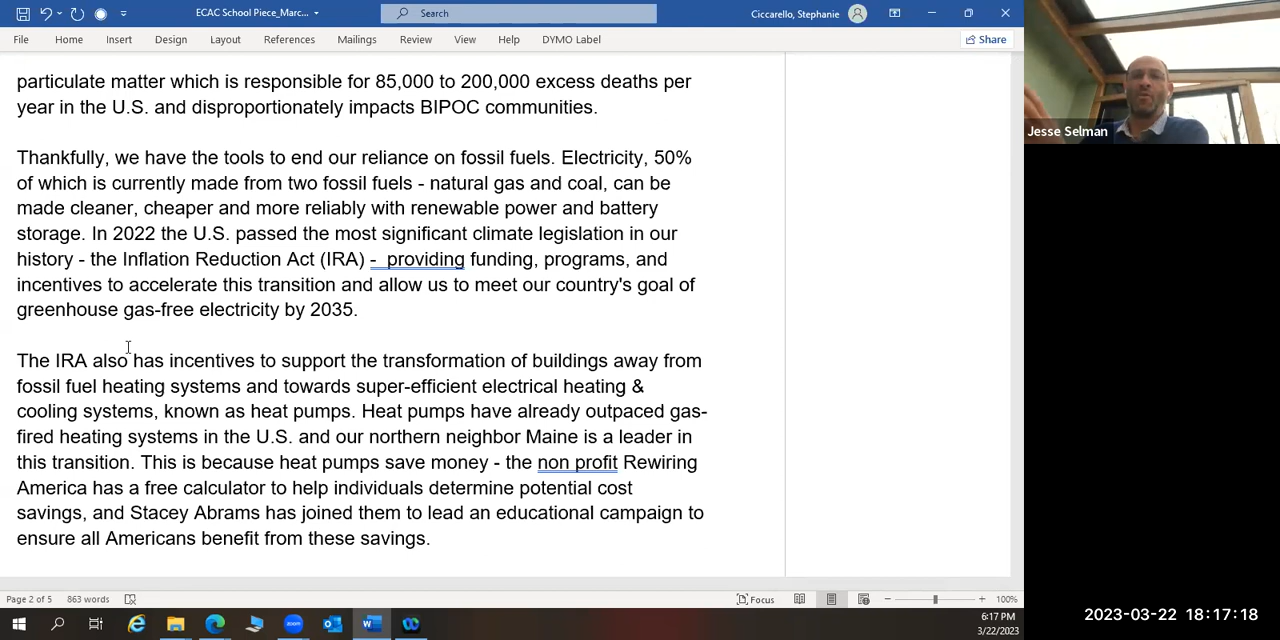 ECAC School Piece_Marc...
Search
Ciccarello, Stephanie
File Home Insert Design Layout References Mailings Review View Help DYMO Label Share
particulate matter which is responsible for 85,000 to 200,000 excess deaths per
year in the U.S. and disproportionately impacts BIPOC communities.
Thankfully, we have the tools to end our reliance on fossil fuels. Electricity, 50%
of which is currently made from two fossil fuels - natural gas and coal, can be
made cleaner, cheaper and more reliably with renewable power and battery
storage. In 2022 the U.S. passed the most significant climate legislation in our
history - the Inflation Reduction Act (IRA) -  providing funding, programs, and
incentives to accelerate this transition and allow us to meet our country's goal of
greenhouse gas-free electricity by 2035.
The IRA also has incentives to support the transformation of buildings away from
fossil fuel heating systems and towards super-efficient electrical heating &
cooling systems, known as heat pumps. Heat pumps have already outpaced gas-
fired heating systems in the U.S. and our northern neighbor Maine is a leader in
this transition. This is because heat pumps save money - the non profit Rewiring
America has a free calculator to help individuals determine potential cost
savings, and Stacey Abrams has joined them to lead an educational campaign to
ensure all Americans benefit from these savings.
Jesse Selman
Page 2 of 5 863 words Focus 100%
zoom
6:17 PM
3/22/2023
2023-03-22 18:17:18